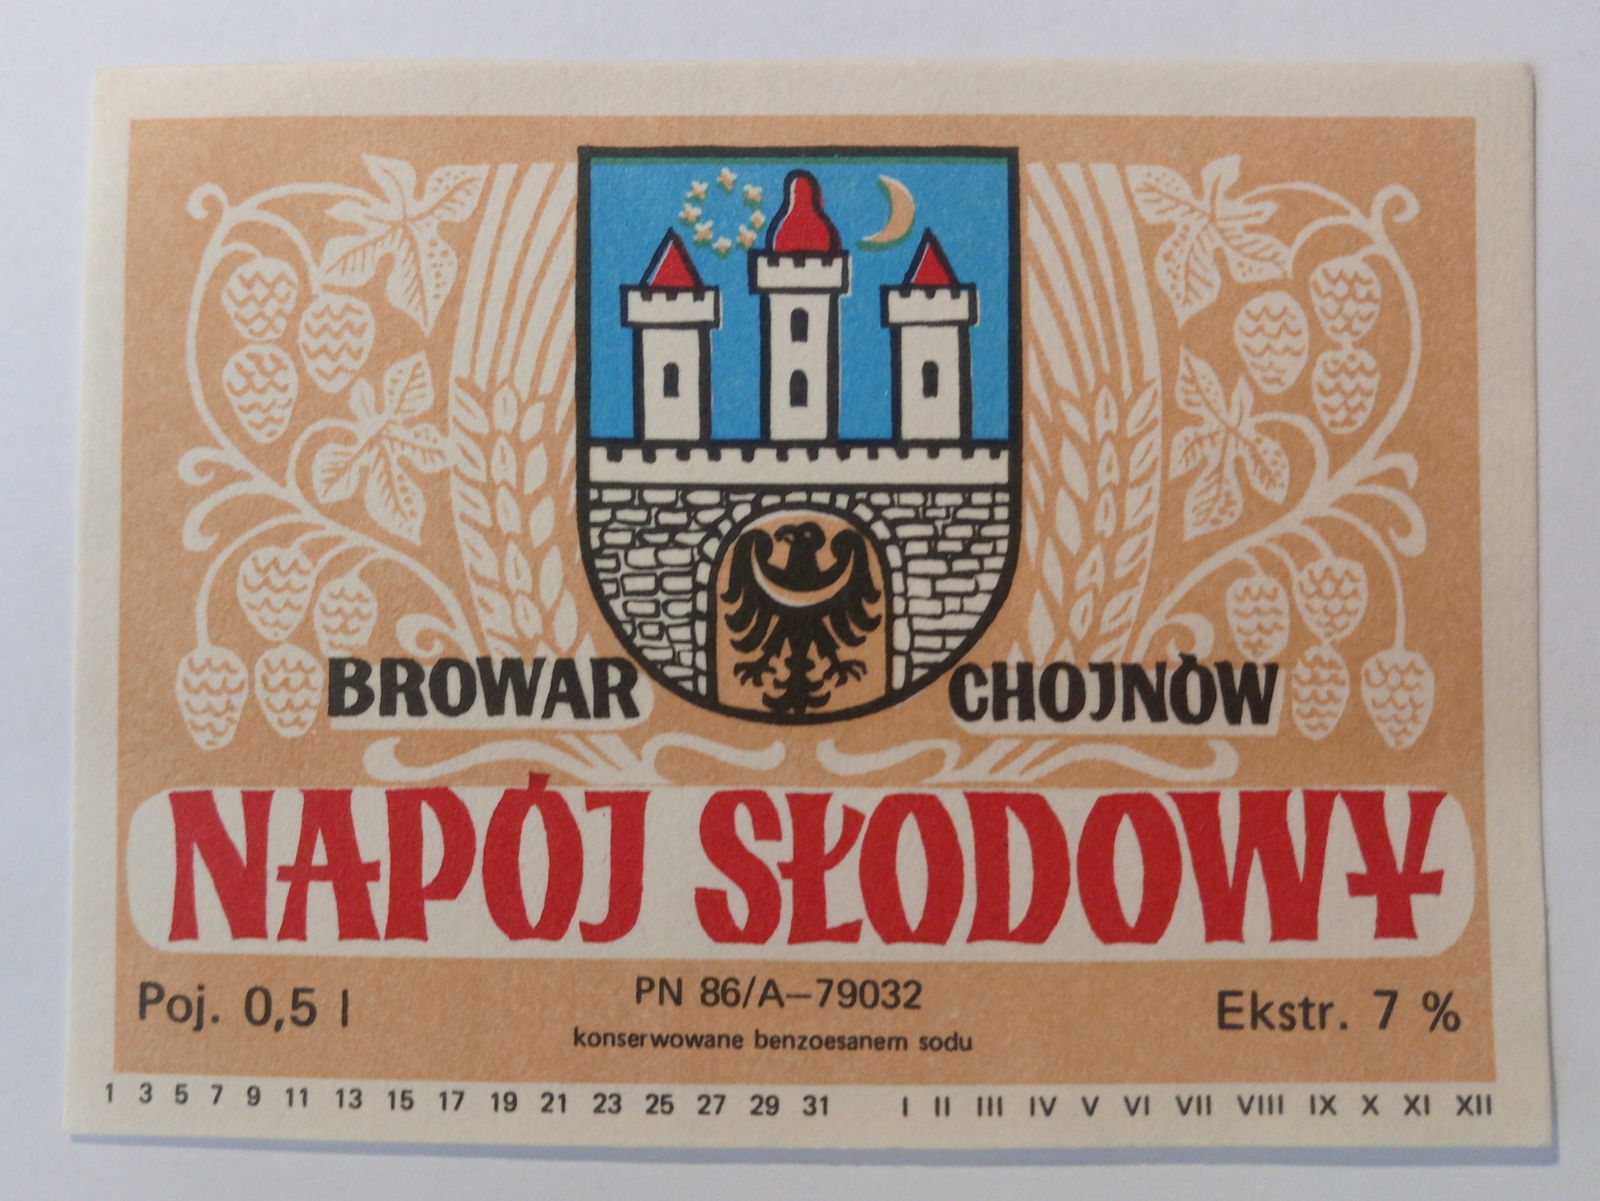 BROWAR CHOJNÒW
NAPÓJ SŁODOWY
Poj. 0,5 l
PN 86/A–79032
Ekstr. 7 %
konserwowane benzoesanem sodu
1 3 5 7 9 11 13 15 17 19 21 23 25 27 29 31 I II III IV V VI VII VIII IX X XI XII